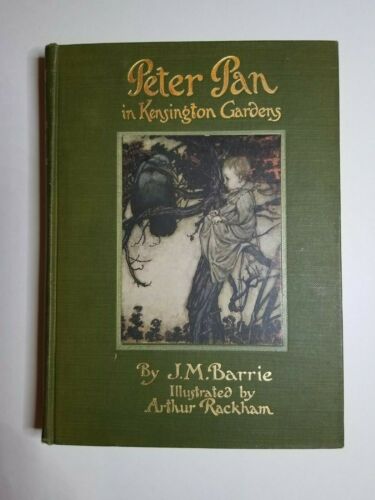 Peter Pan
in Kensington Gardens
By J.M. Barrie
Illustrated by
Arthur Rackham